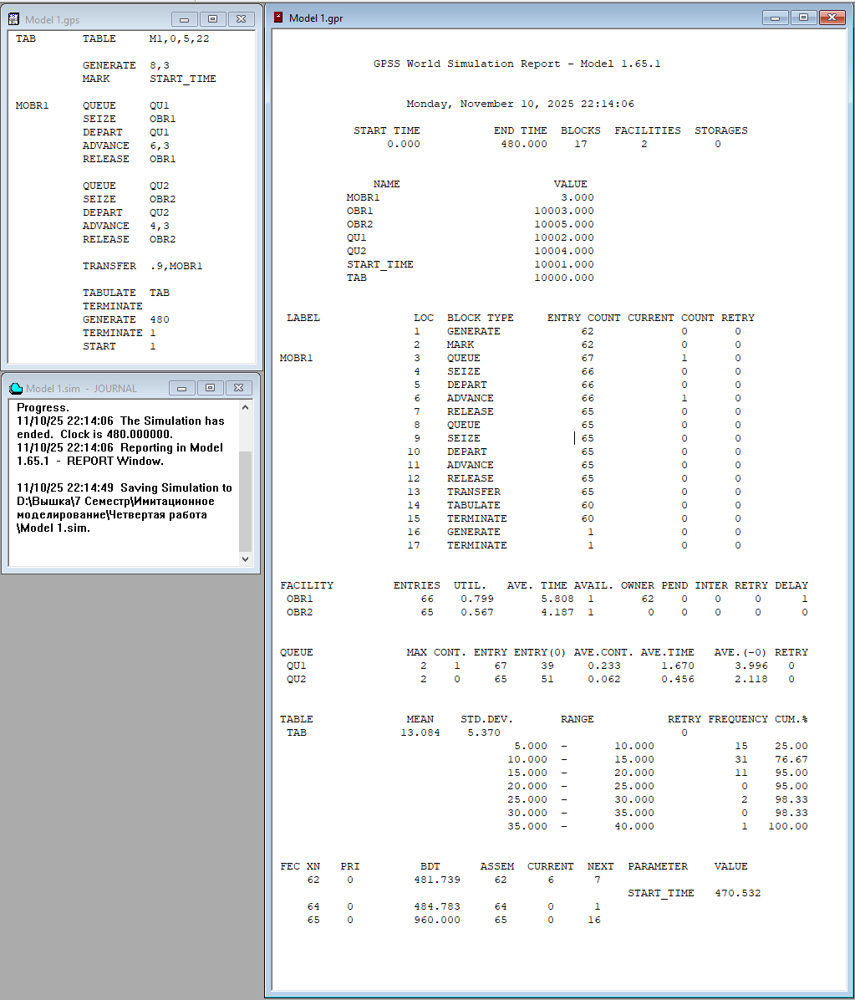 Model 1.gps
TAB TABLE M1,0,5,22
GENERATE 8,3
MARK START_TIME
MOBR1 QUEUE QU1
SEIZE OBR1
DEPART QU1
ADVANCE 6,3
RELEASE OBR1
QUEUE QU2
SEIZE OBR2
DEPART QU2
ADVANCE 4,3
RELEASE OBR2
TRANSFER .9,MOBR1
TABULATE TAB
TERMINATE
GENERATE 480
TERMINATE 1
START 1
Model 1.sim - JOURNAL
Progress.
11/10/25 22:14:06 The Simulation has
ended. Clock is 480.000000.
11/10/25 22:14:06 Reporting in Model
1.65.1 - REPORT Window.
11/10/25 22:14:49 Saving Simulation to
D:\Вышка\7 Семестр\Имитационное
моделирование\Четвертая работа
\Model 1.sim.
Model 1.gpr
GPSS World Simulation Report - Model 1.65.1
Monday, November 10, 2025 22:14:06
START TIME END TIME BLOCKS FACILITIES STORAGES
0.000 480.000 17 2 0
NAME VALUE
MOBR1 3.000
OBR1 10003.000
OBR2 10005.000
QU1 10002.000
QU2 10004.000
START_TIME 10001.000
TAB 10000.000
LABEL LOC BLOCK TYPE ENTRY COUNT CURRENT COUNT RETRY
1 GENERATE 62 0 0
2 MARK 62 0 0
MOBR1 3 QUEUE 67 1 0
4 SEIZE 66 0 0
5 DEPART 66 0 0
6 ADVANCE 66 1 0
7 RELEASE 65 0 0
8 QUEUE 65 0 0
9 SEIZE 65 0 0
10 DEPART 65 0 0
11 ADVANCE 65 0 0
12 RELEASE 65 0 0
13 TRANSFER 65 0 0
14 TABULATE 60 0 0
15 TERMINATE 60 0 0
16 GENERATE 1 0 0
17 TERMINATE 1 0 0
FACILITY ENTRIES UTIL. AVE. TIME AVAIL. OWNER PEND INTER RETRY DELAY
OBR1 66 0.799 5.808 1 62 0 0 0 1
OBR2 65 0.567 4.187 1 0 0 0 0 0
QUEUE MAX CONT. ENTRY ENTRY(0) AVE.CONT. AVE.TIME AVE.(-0) RETRY
QU1 2 1 67 39 0.233 1.670 3.996 0
QU2 2 0 65 51 0.062 0.456 2.118 0
TABLE MEAN STD.DEV. RANGE RETRY FREQUENCY CUM.%
TAB 13.084 5.370 0
5.000 - 10.000 15 25.00
10.000 - 15.000 31 76.67
15.000 - 20.000 11 95.00
20.000 - 25.000 0 95.00
25.000 - 30.000 2 98.33
30.000 - 35.000 0 98.33
35.000 - 40.000 1 100.00
FEC XN PRI BDT ASSEM CURRENT NEXT PARAMETER VALUE
62 0 481.739 62 6 7
START_TIME 470.532
64 0 484.783 64 0 1
65 0 960.000 65 0 16